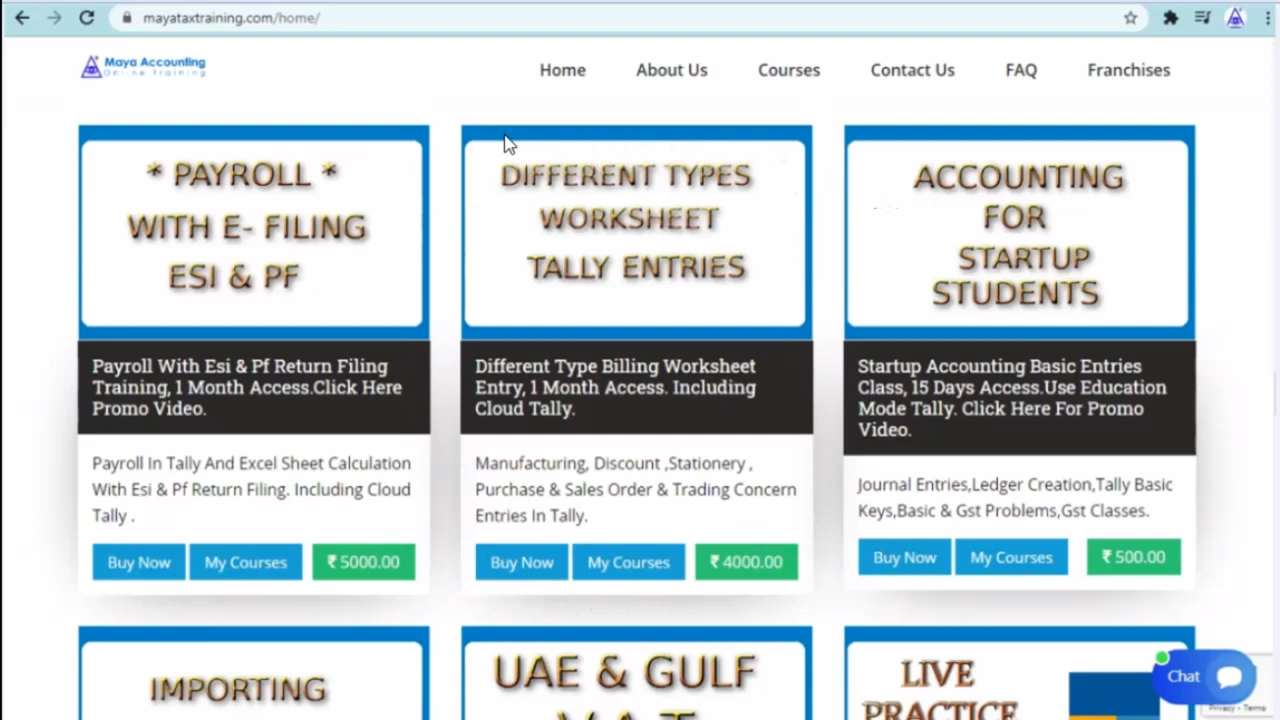 mayataxtraining.com/home/
Maya Accounting
Online Training
Home About Us Courses Contact Us FAQ Franchises
* PAYROLL *
WITH E- FILING
ESI & PF
DIFFERENT TYPES
WORKSHEET
TALLY ENTRIES
ACCOUNTING
FOR
STARTUP
STUDENTS
Payroll With Esi & Pf Return Filing
Training, 1 Month Access.Click Here
Promo Video.
Different Type Billing Worksheet
Entry, 1 Month Access. Including
Cloud Tally.
Startup Accounting Basic Entries
Class, 15 Days Access.Use Education
Mode Tally. Click Here For Promo
Video.
Payroll In Tally And Excel Sheet Calculation
With Esi & Pf Return Filing. Including Cloud
Tally .
Manufacturing, Discount ,Stationery ,
Purchase & Sales Order & Trading Concern
Entries In Tally.
Journal Entries,Ledger Creation,Tally Basic
Keys,Basic & Gst Problems,Gst Classes.
Buy Now My Courses ₹ 5000.00
Buy Now My Courses ₹ 4000.00
Buy Now My Courses ₹ 500.00
IMPORTING
UAE & GULF
VAT
LIVE
PRACTICE
Chat
Privacy - Terms